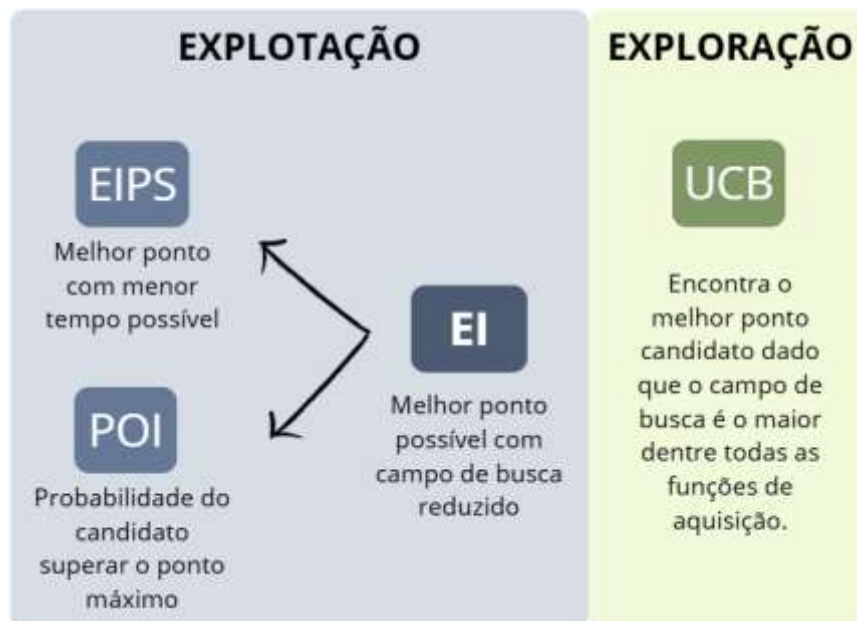 EXPLOTAÇÃO
EIPS
Melhor ponto
com menor
tempo possível
POI
Probabilidade do
candidato
superar o ponto
máximo
EI
Melhor ponto
possível com
campo de busca
reduzido
EXPLORAÇÃO
UCB
Encontra o
melhor ponto
candidato dado
que o campo de
busca é o maior
dentre todas as
funções de
aquisição.